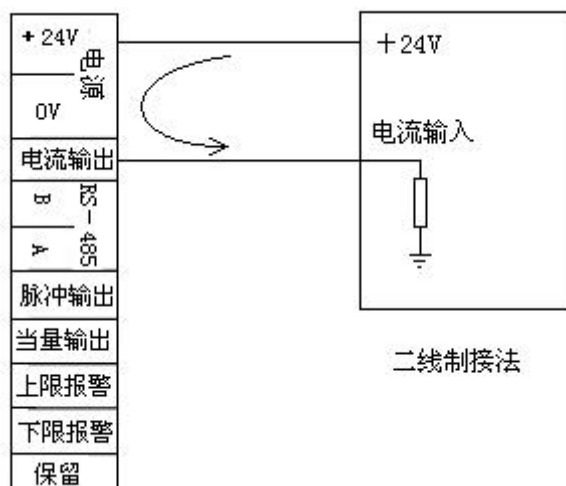 +24V
电源
0V
电流输出
RS-485
B
A
脉冲输出
当量输出
上限报警
下限报警
保留
+24V
电流输入
二线制接法